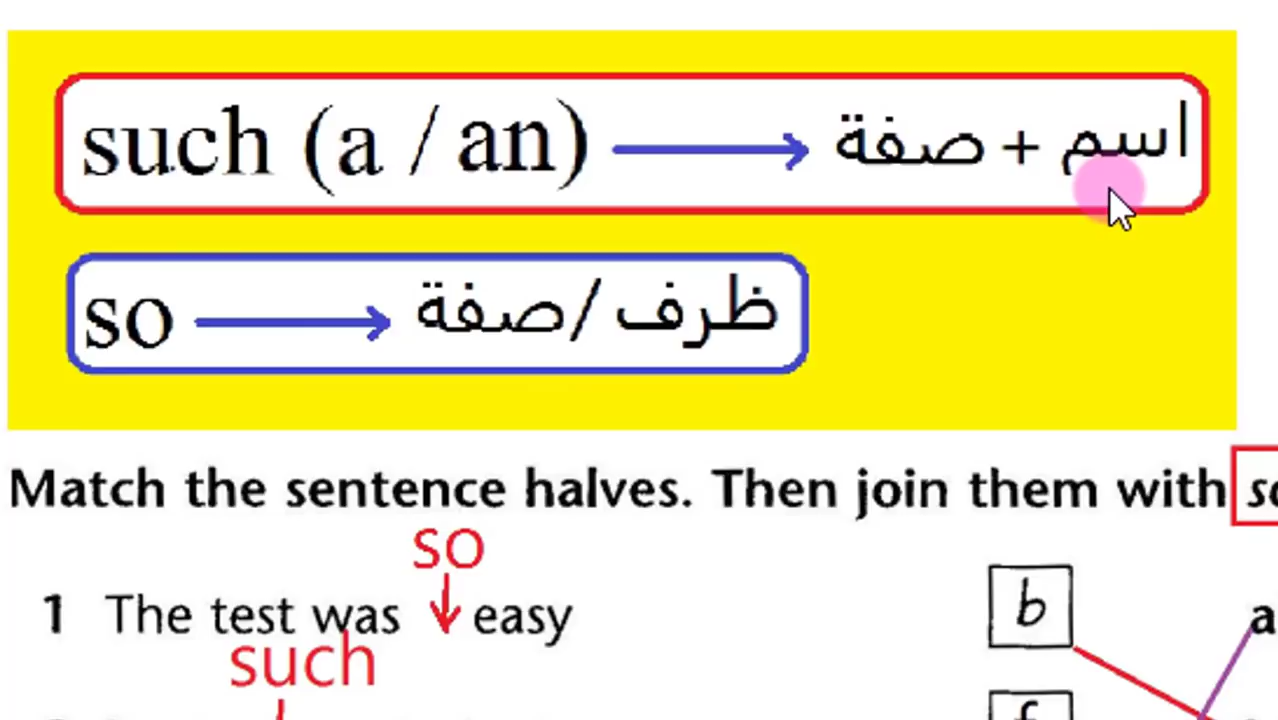 such (a / an) → صفة + اسم
so → صفة / ظرف
Match the sentence halves. Then join them with
so
1 The test was easy
b
such